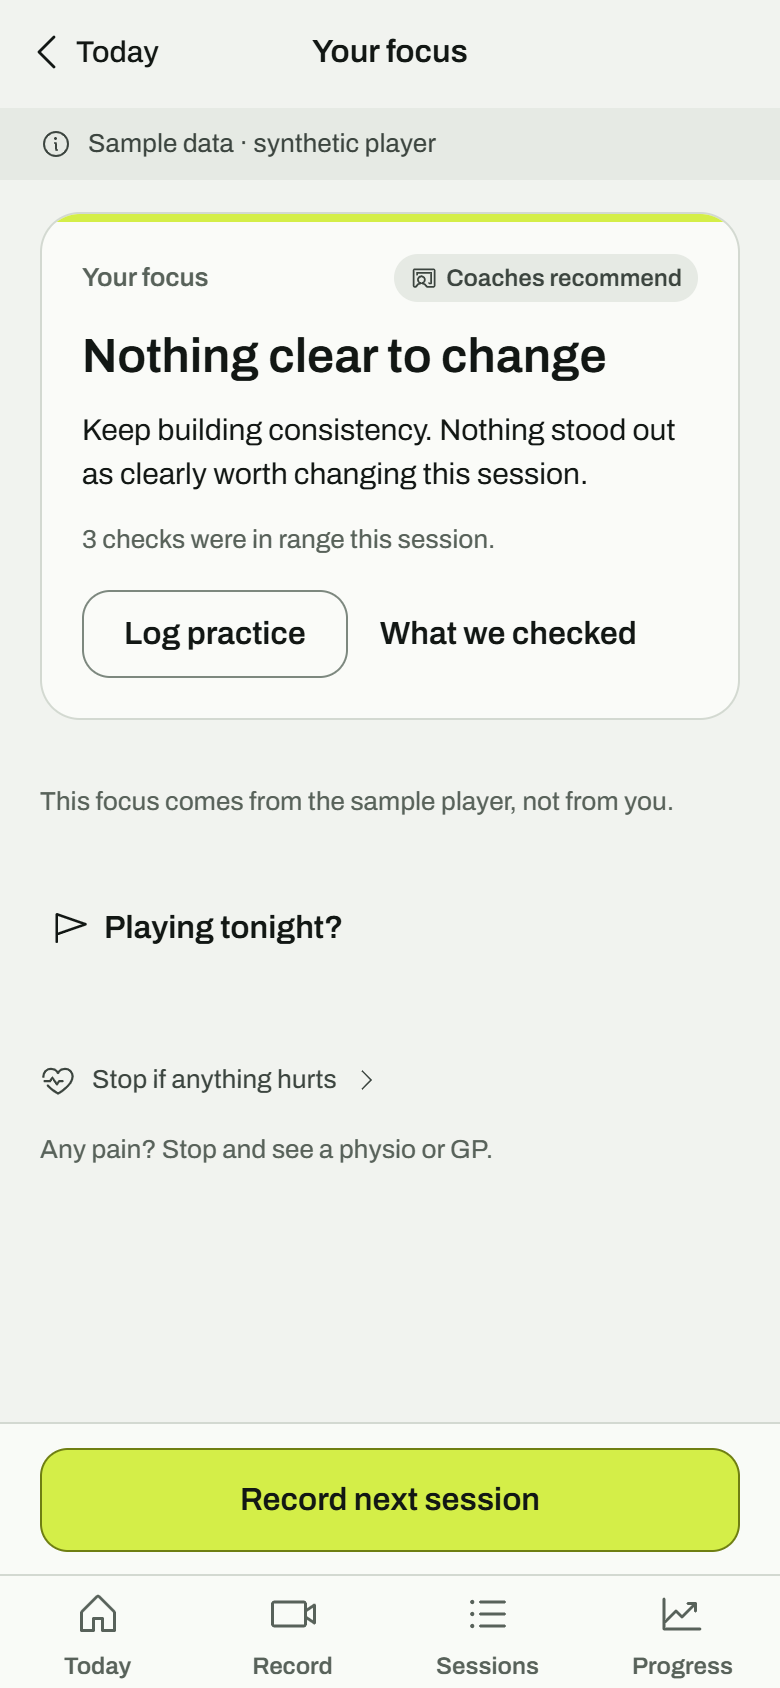 Today
Your focus
Sample data · synthetic player
Your focus
Coaches recommend
Nothing clear to change
Keep building consistency. Nothing stood out
as clearly worth changing this session.
3 checks were in range this session.
Log practice
What we checked
This focus comes from the sample player, not from you.
Playing tonight?
Stop if anything hurts
Any pain? Stop and see a physio or GP.
Record next session
Today
Record
Sessions
Progress